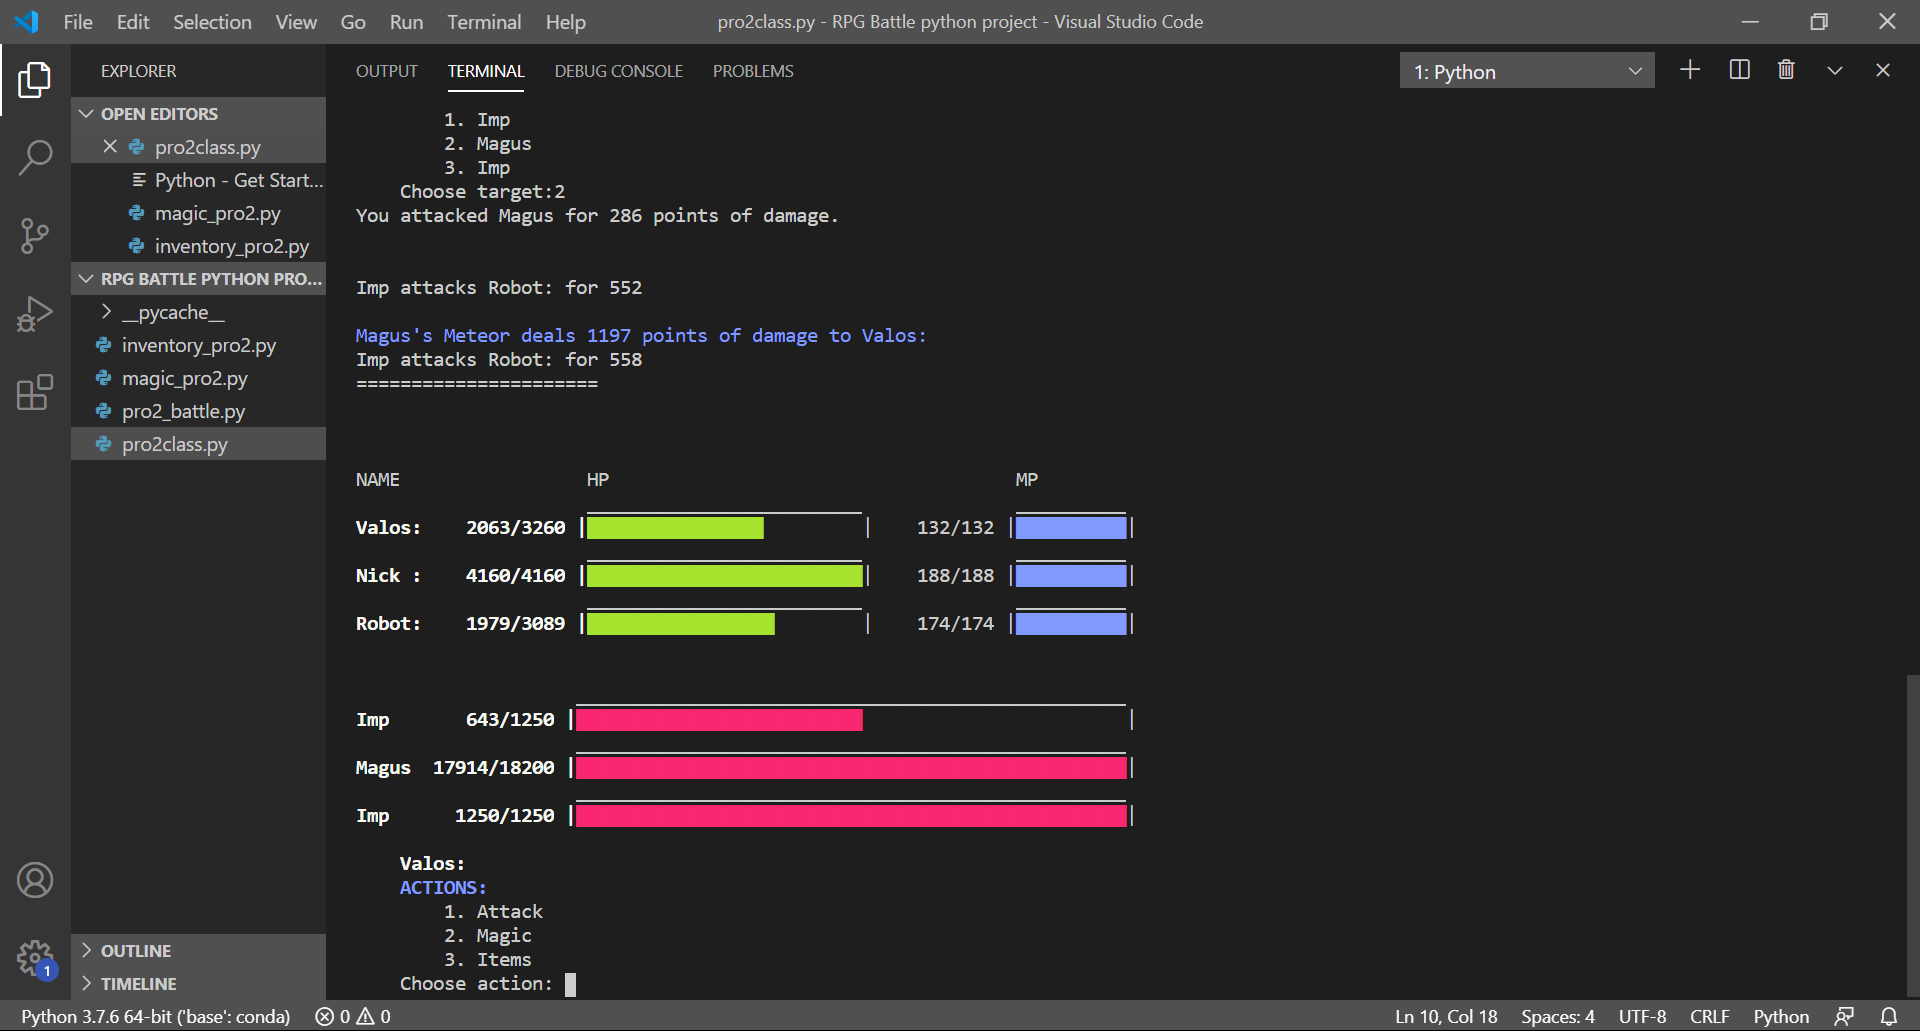 File Edit Selection View Go Run Terminal Help
pro2class.py - RPG Battle python project - Visual Studio Code
EXPLORER
OPEN EDITORS
pro2class.py
Python - Get Start...
magic_pro2.py
inventory_pro2.py
RPG BATTLE PYTHON PRO...
__pycache__
inventory_pro2.py
magic_pro2.py
pro2_battle.py
pro2class.py
OUTLINE
TIMELINE
1
OUTPUT TERMINAL DEBUG CONSOLE PROBLEMS
1: Python
1. Imp
2. Magus
3. Imp
Choose target:2
You attacked Magus for 286 points of damage.
Imp attacks Robot: for 552
Magus's Meteor deals 1197 points of damage to Valos:
Imp attacks Robot: for 558
======================
NAME HP MP
Valos: 2063/3260 | | 132/132 | |
Nick : 4160/4160 | | 188/188 | |
Robot: 1979/3089 | | 174/174 | |
Imp 643/1250 | |
Magus 17914/18200 | |
Imp 1250/1250 | |
Valos:
ACTIONS:
1. Attack
2. Magic
3. Items
Choose action:
Python 3.7.6 64-bit ('base': conda) 0 0 Ln 10, Col 18 Spaces: 4 UTF-8 CRLF Python